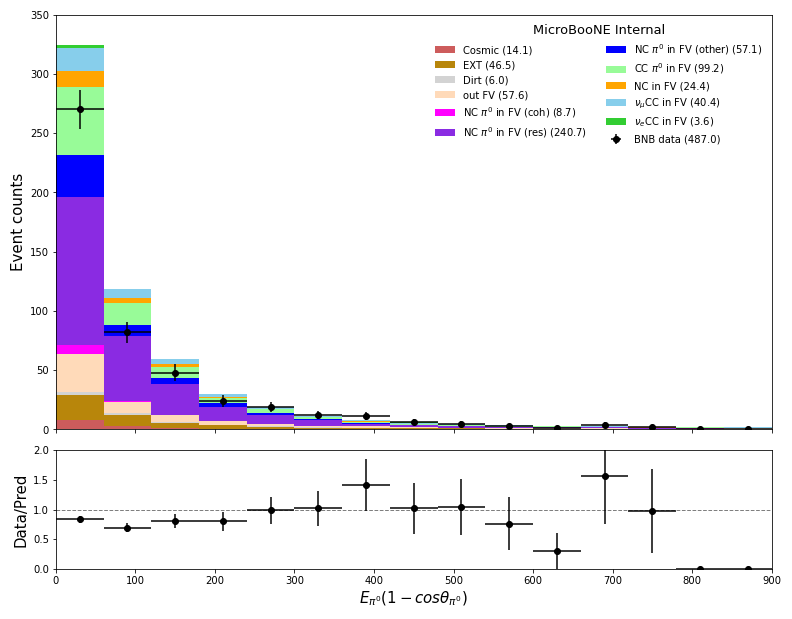 MicroBooNE Internal
Cosmic (14.1)
EXT (46.5)
Dirt (6.0)
out FV (57.6)
NC π⁰ in FV (coh) (8.7)
NC π⁰ in FV (res) (240.7)
NC π⁰ in FV (other) (57.1)
CC π⁰ in FV (99.2)
NC in FV (24.4)
νμCC in FV (40.4)
νeCC in FV (3.6)
BNB data (487.0)
Event counts
350
300
250
200
150
100
50
0
Data/Pred
2.0
1.5
1.0
0.5
0.0
0 100 200 300 400 500 600 700 800 900
Eπ⁰(1 − cosθπ⁰)